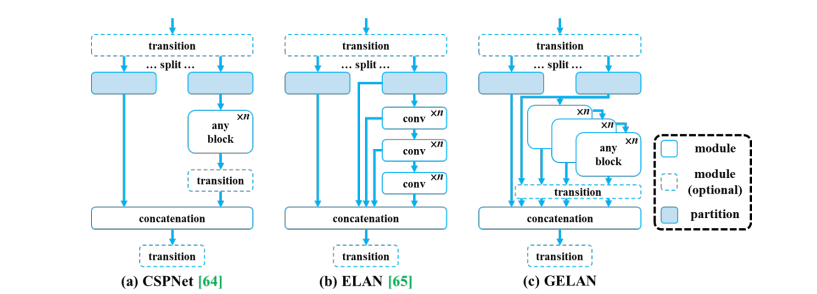 transition
... split ...
any
block
×n
transition
concatenation
transition
(a) CSPNet [64]
transition
... split ...
conv ×n
conv ×n
conv ×n
concatenation
transition
(b) ELAN [65]
transition
... split ...
×n
×n
×n
any
block
transition
concatenation
transition
(c) GELAN
module
module
(optional)
partition